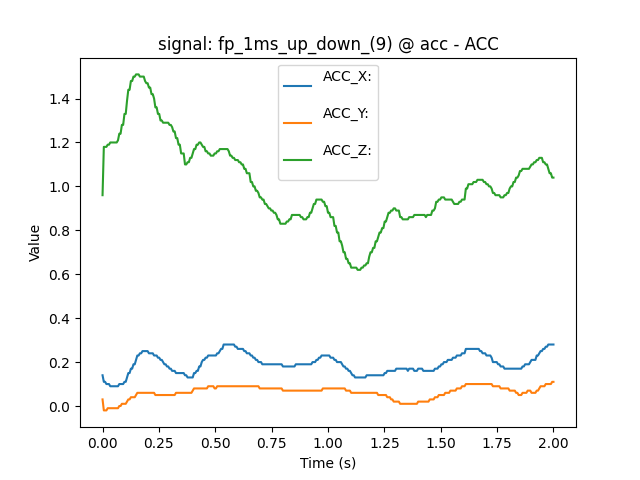 signal: fp_1ms_up_down_(9) @ acc - ACC
ACC_X:
ACC_Y:
ACC_Z:
Value
1.4
1.2
1.0
0.8
0.6
0.4
0.2
0.0
0.00 0.25 0.50 0.75 1.00 1.25 1.50 1.75 2.00
Time (s)